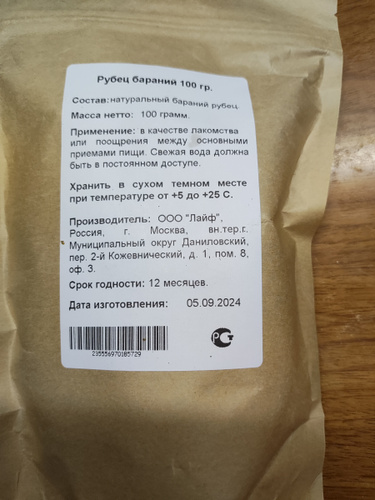 Рубец бараний 100 гр.
Состав:натуральный бараний рубец.
Масса нетто: 100 грамм.
Применение: в качестве лакомства
или поощрения между основными
приемами пищи. Свежая вода должна
быть в постоянном доступе.
Хранить в сухом темном месте
при температуре от +5 до +25 С.
Производитель: ООО "Лайф",
Россия, г. Москва, вн.тер.г.
Муниципальный округ Даниловский,
пер. 2-й Кожевнический, д. 1, пом. 8,
оф. 3.
Срок годности: 12 месяцев.
Дата изготовления: 05.09.2024
235556970185729